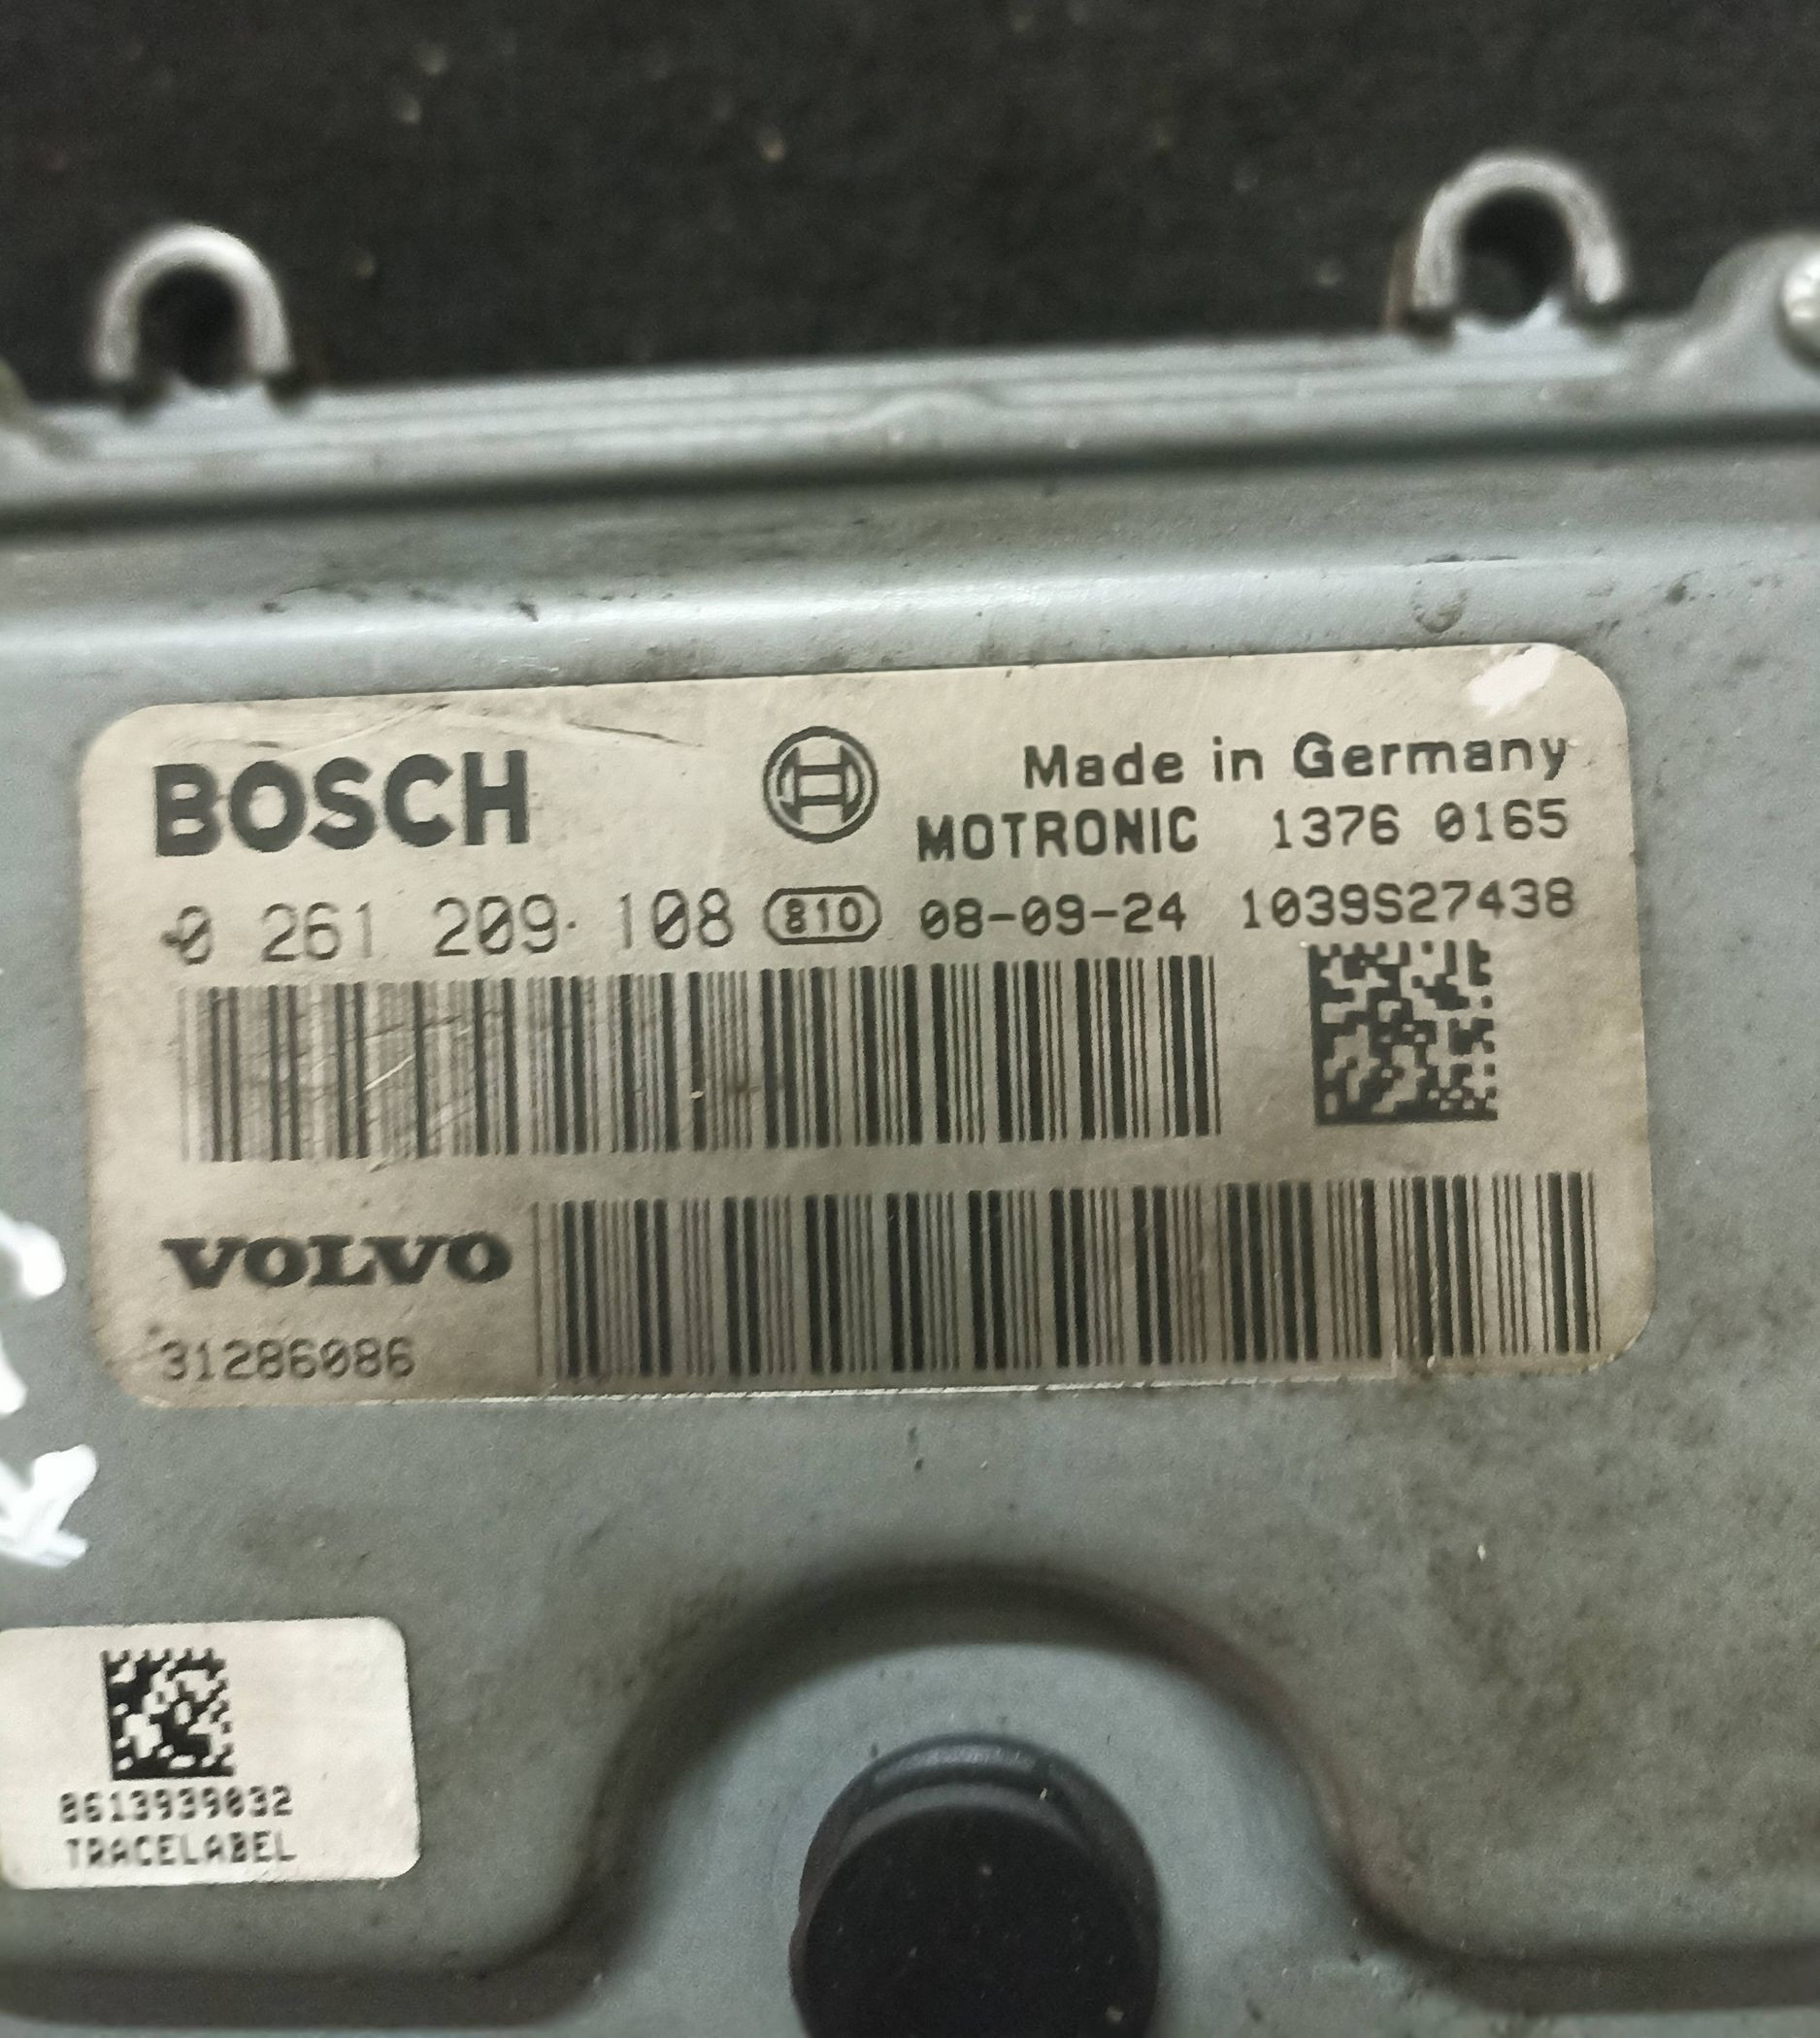 BOSCH
Made in Germany
MOTRONIC 1376 0165
0 261 209 108 810 08-09-24 1039S27438
VOLVO
31286086
8613939032
TRACELABEL